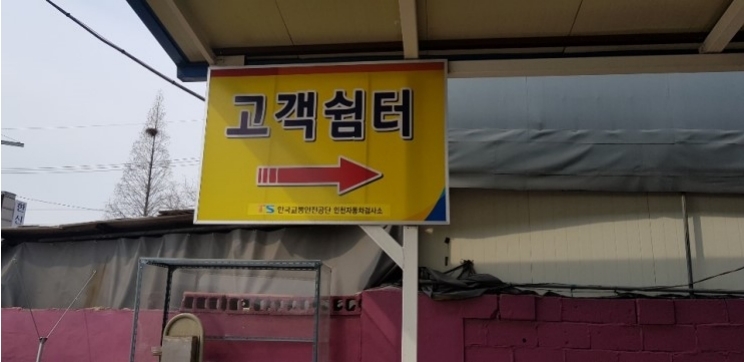 고객쉼터
TS 한국교통안전공단 인천자동차검사소